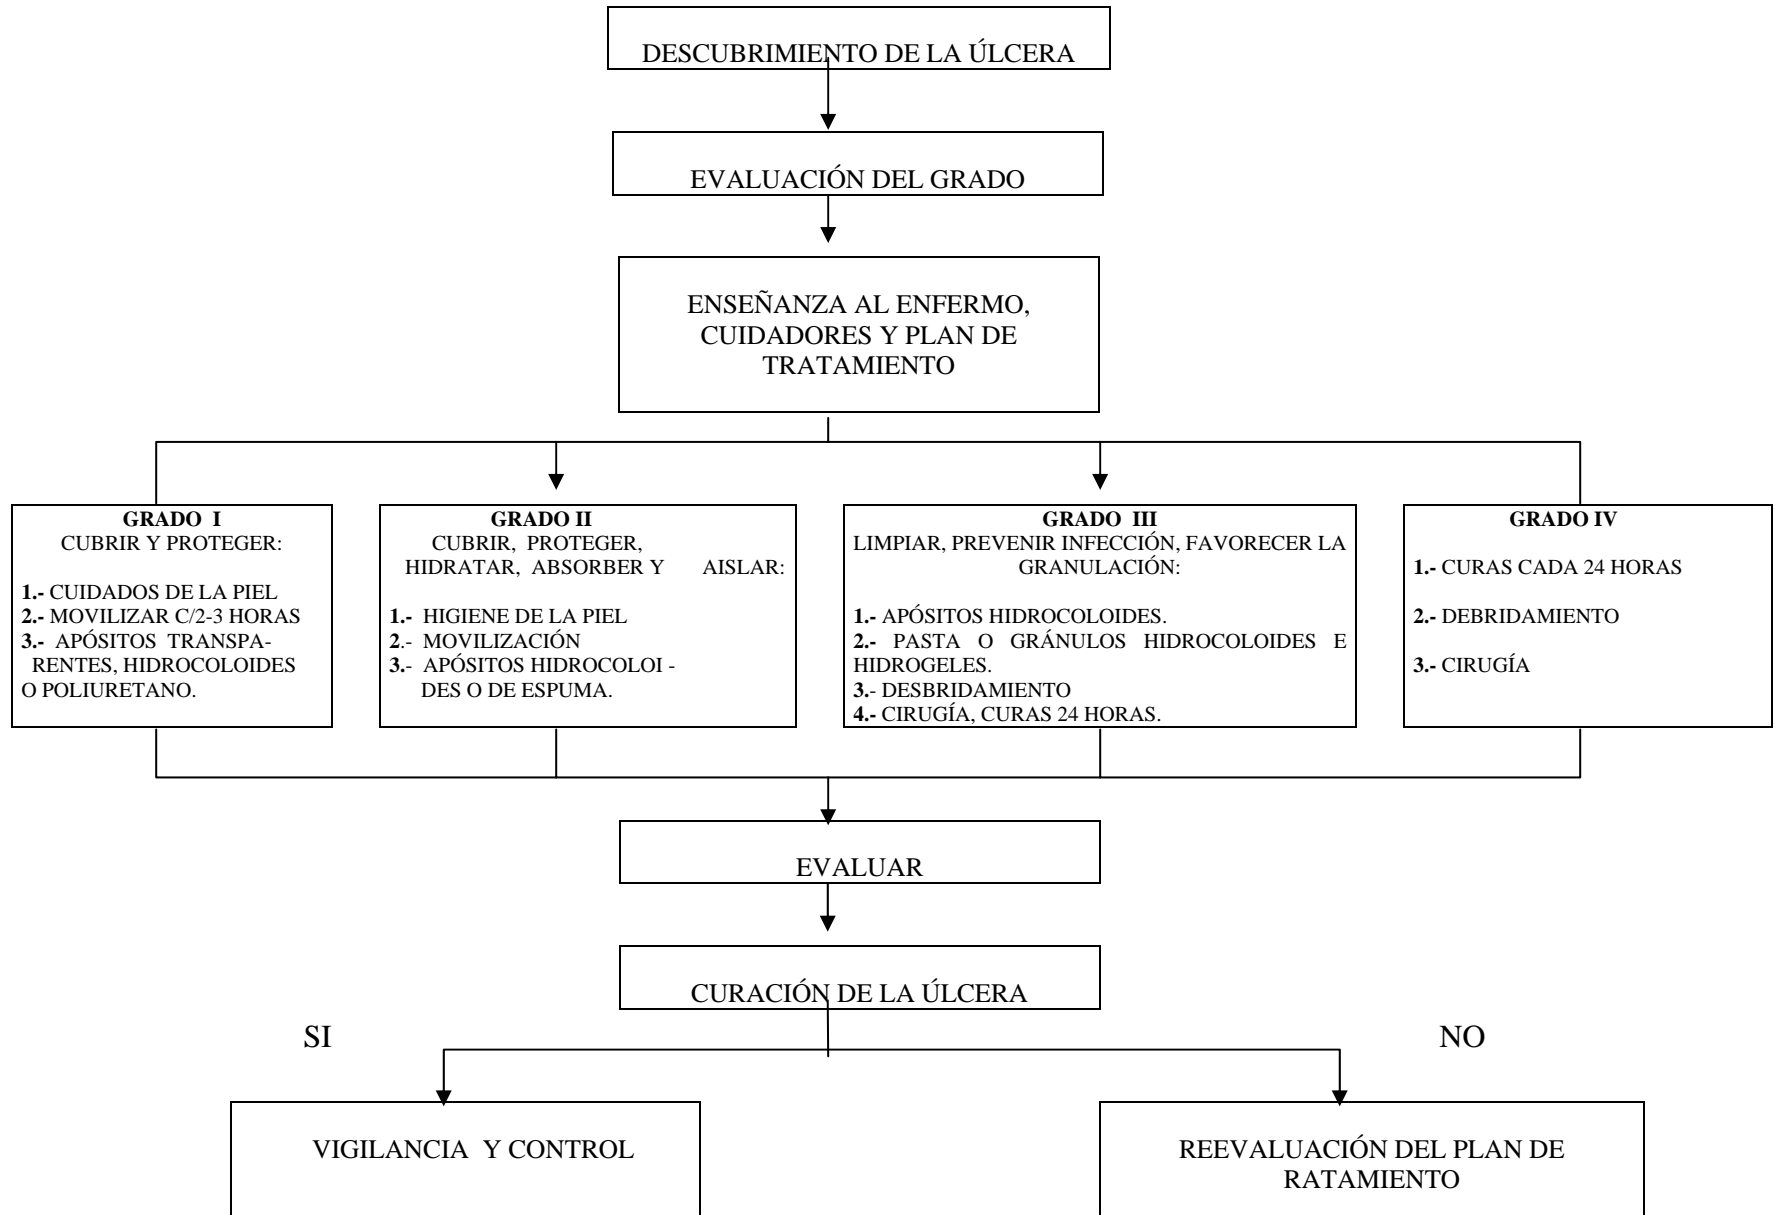 DESCUBRIMIENTO DE LA ÚLCERA
EVALUACIÓN DEL GRADO
ENSEÑANZA AL ENFERMO,
CUIDADORES Y PLAN DE
TRATAMIENTO
GRADO I
CUBRIR Y PROTEGER:
1.- CUIDADOS DE LA PIEL
2.- MOVILIZAR C/2-3 HORAS
3.- APÓSITOS TRANSPA-
RENTES, HIDROCOLOIDES
O POLIURETANO.
GRADO II
CUBRIR, PROTEGER,
HIDRATAR, ABSORBER Y AISLAR:
1.- HIGIENE DE LA PIEL
2.- MOVILIZACIÓN
3.- APÓSITOS HIDROCOLOI -
DES O DE ESPUMA.
GRADO III
LIMPIAR, PREVENIR INFECCIÓN, FAVORECER LA
GRANULACIÓN:
1.- APÓSITOS HIDROCOLOIDES.
2.- PASTA O GRÁNULOS HIDROCOLOIDES E
HIDROGELES.
3.- DESBRIDAMIENTO
4.- CIRUGÍA, CURAS 24 HORAS.
GRADO IV
1.- CURAS CADA 24 HORAS
2.- DEBRIDAMIENTO
3.- CIRUGÍA
EVALUAR
CURACIÓN DE LA ÚLCERA
SI
NO
VIGILANCIA Y CONTROL
REEVALUACIÓN DEL PLAN DE
RATAMIENTO